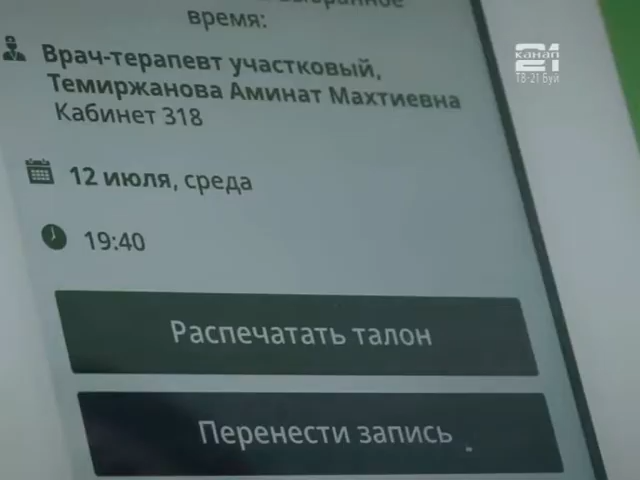 выбранное
время:
Врач-терапевт участковый,
Темиржанова Аминат Махтиевна
Кабинет 318
12 июля, среда
19:40
Распечатать талон
Перенести запись
канал
21
ТВ-21 Буй